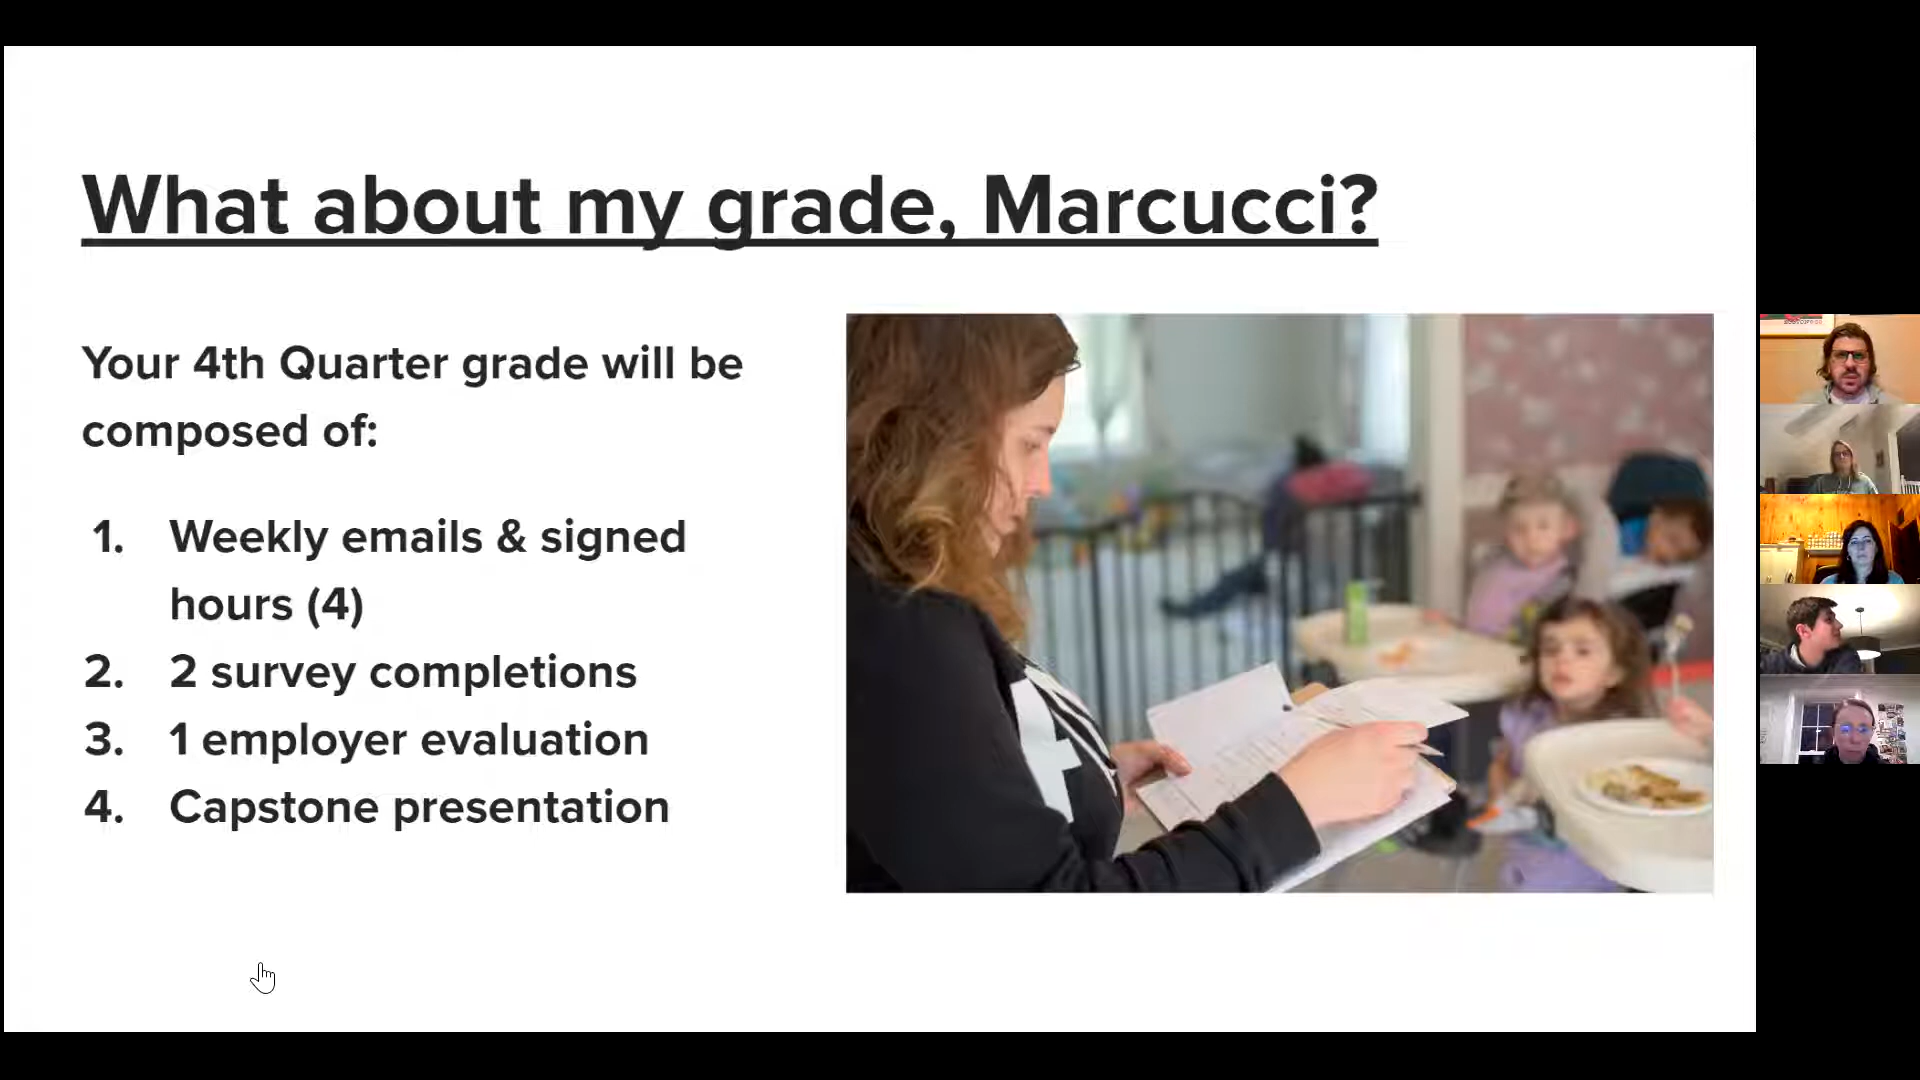 What about my grade, Marcucci?
Your 4th Quarter grade will be
composed of:
1. Weekly emails & signed
hours (4)
2. 2 survey completions
3. 1 employer evaluation
4. Capstone presentation